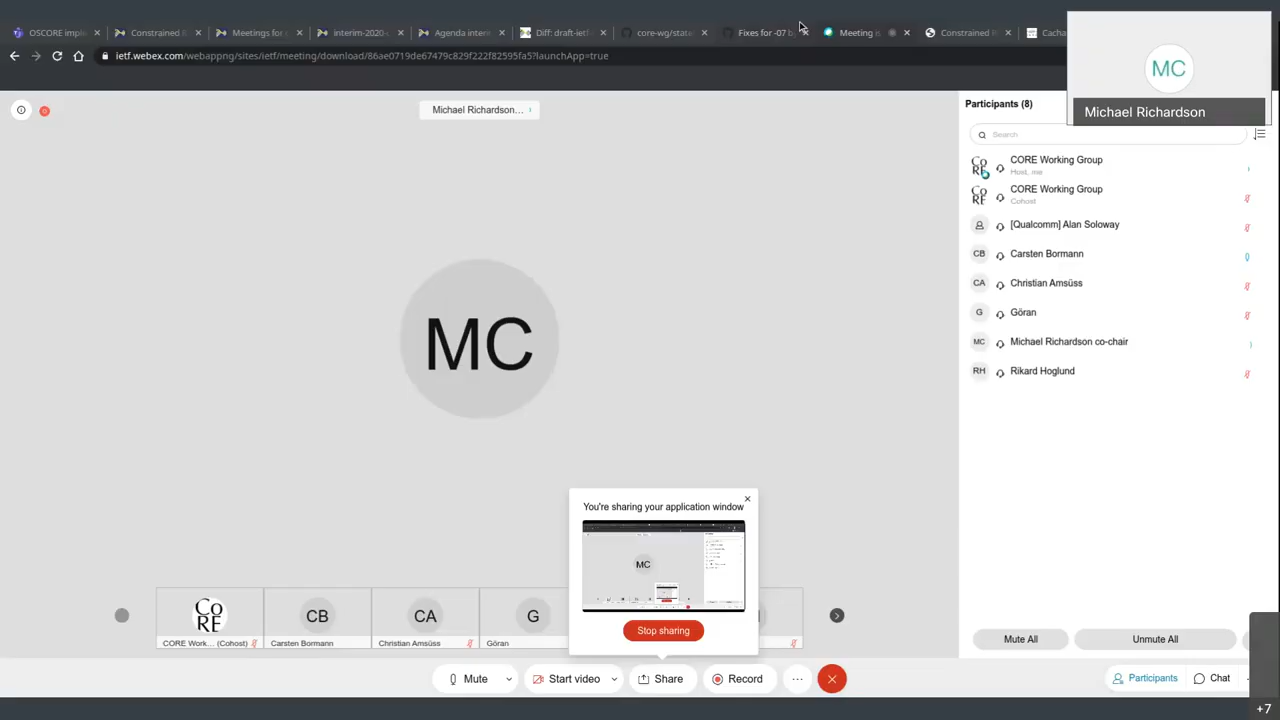 OSCORE imple
Constrained R
Meetings for
interim-2020-
Agenda inter
Diff: draft-ietf
core-wg/state
Fixes for -07 b
Meeting is
Constrained R
Cacha
ietf.webex.com/webappng/sites/ietf/meeting/download/86ae0719de67479c829f222f82595fa5?launchApp=true
MC
Michael Richardson
Michael Richardson...
Participants (8)
Search
CORE Working Group
Host, me
CORE Working Group
Cohost
[Qualcomm] Alan Soloway
CB
Carsten Bormann
CA
Christian Amsüss
G
Göran
MC
Michael Richardson co-chair
RH
Rikard Hoglund
MC
You're sharing your application window
MC
Stop sharing
CoRE
CB
CA
G
CORE Work... (Cohost)
Carsten Bormann
Christian Amsüss
Göran
Mute All
Unmute All
Mute
Start video
Share
Record
Participants
Chat
+7